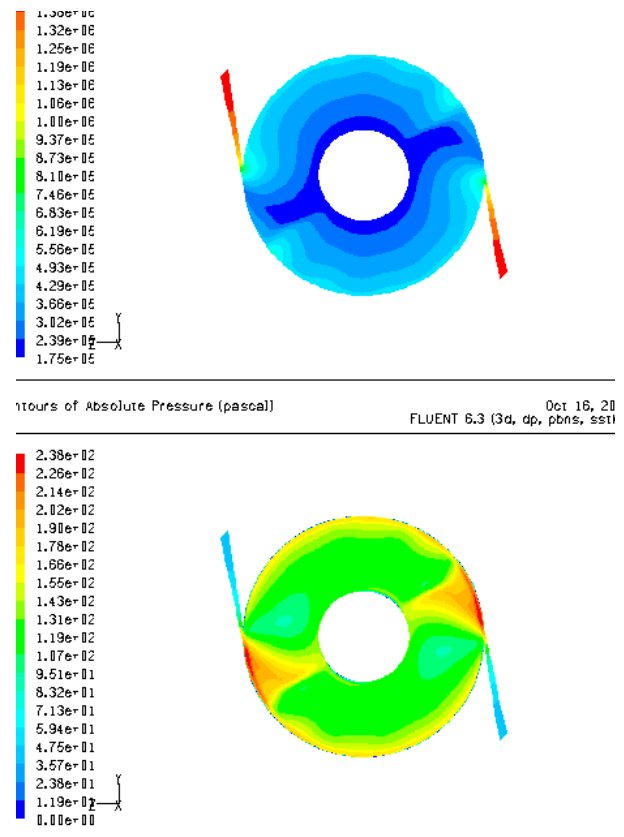 1.38e+06
1.32e+06
1.25e+06
1.19e+06
1.13e+06
1.06e+06
1.00e+06
9.37e+05
8.73e+05
8.10e+05
7.46e+05
6.83e+05
6.19e+05
5.56e+05
4.93e+05
4.29e+05
3.66e+05
3.02e+05
2.39e+05
1.75e+05
Y
Z X
ntours of Absolute Pressure (pascal)
Oct 16, 20
FLUENT 6.3 (3d, dp, pbns, sstk
2.38e+02
2.26e+02
2.14e+02
2.02e+02
1.90e+02
1.78e+02
1.66e+02
1.55e+02
1.43e+02
1.31e+02
1.19e+02
1.07e+02
9.51e+01
8.32e+01
7.13e+01
5.94e+01
4.75e+01
3.57e+01
2.38e+01
1.19e+01
0.00e+00
Y
Z X